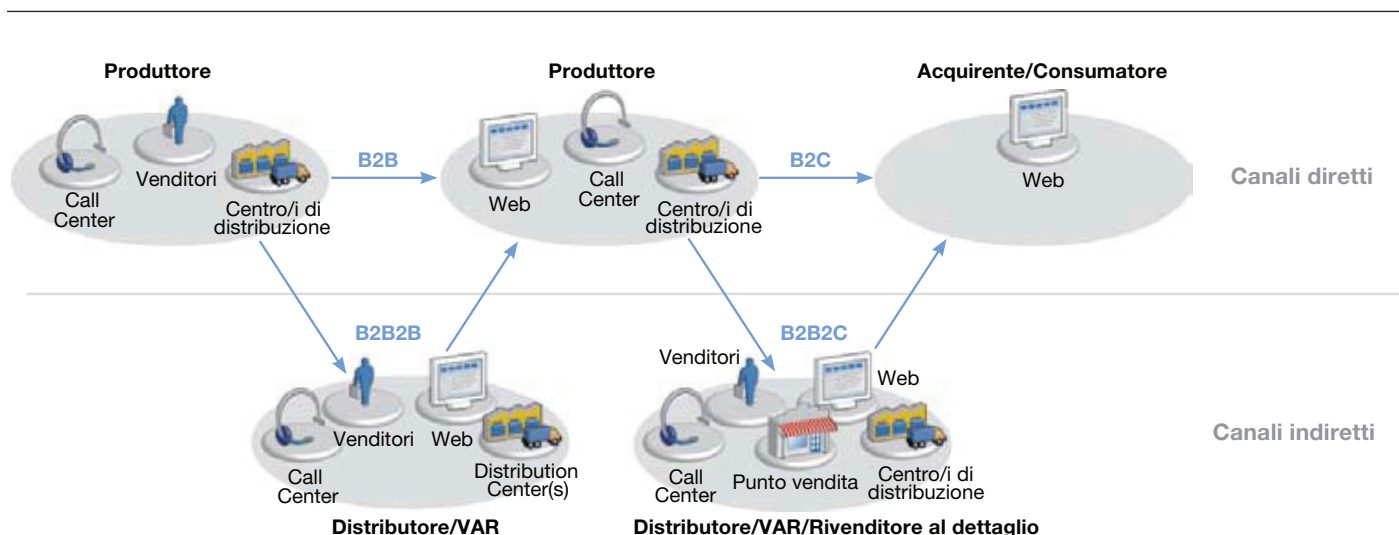 Produttore
Produttore
Acquirente/Consumatore
Call
Center
Venditori
Centro/i di
distribuzione
B2B
Web
Call
Center
Centro/i di
distribuzione
B2C
Web
Canali diretti
B2B2B
B2B2C
Call
Center
Venditori
Web
Distribution
Center(s)
Venditori
Web
Call
Center
Punto vendita
Centro/i di
distribuzione
Canali indiretti
Distributore/VAR
Distributore/VAR/Rivenditore al dettaglio